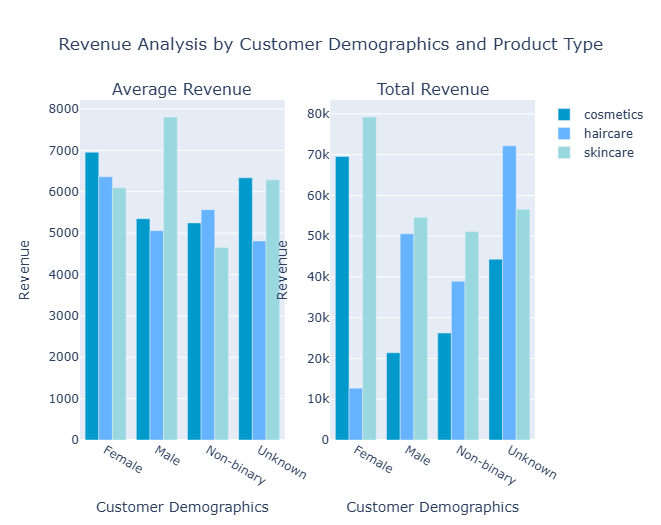 Revenue Analysis by Customer Demographics and Product Type
Average Revenue
Total Revenue
cosmetics
haircare
skincare
Revenue
8000
7000
6000
5000
4000
3000
2000
1000
0
Female
Male
Non-binary
Unknown
Customer Demographics
Revenue
80k
70k
60k
50k
40k
30k
20k
10k
0
Female
Male
Non-binary
Unknown
Customer Demographics